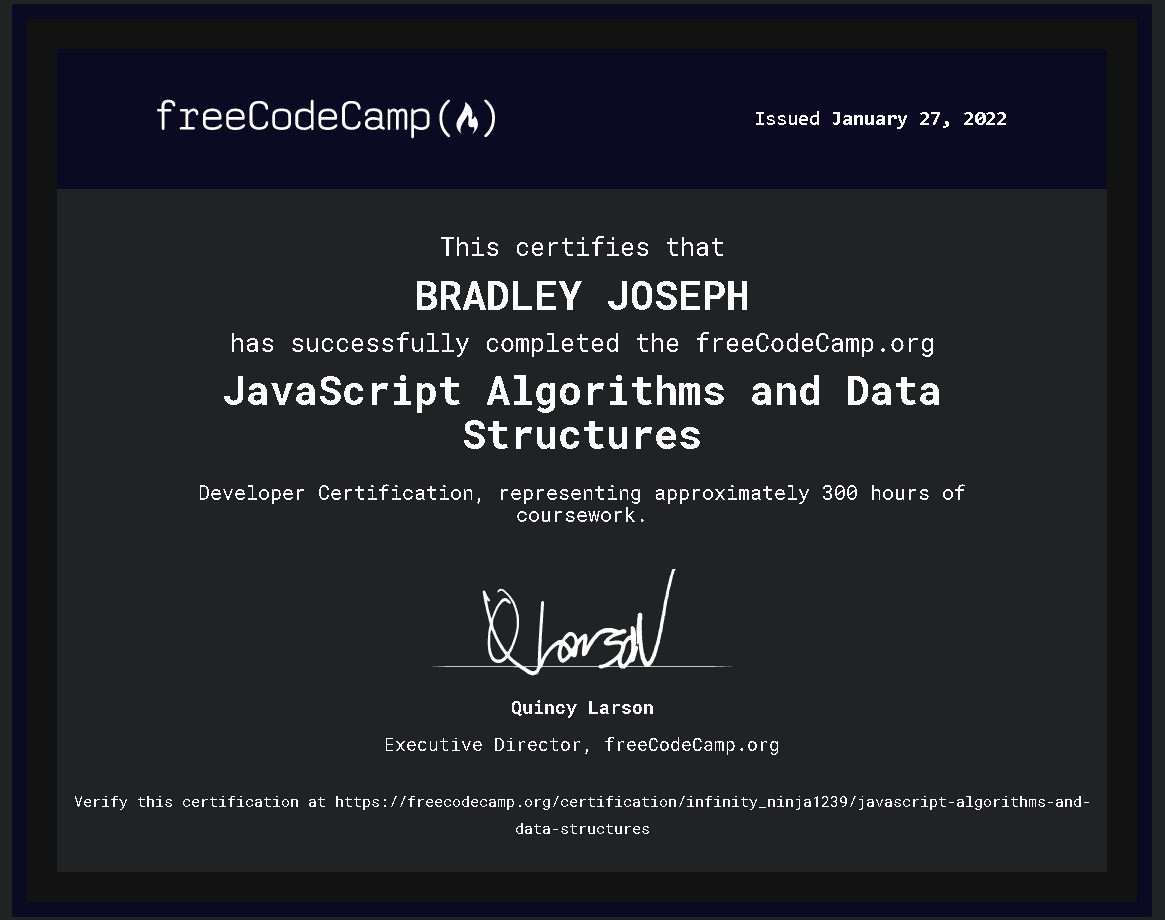 freeCodeCamp(🔥)
Issued January 27, 2022
This certifies that
BRADLEY JOSEPH
has successfully completed the freeCodeCamp.org
JavaScript Algorithms and Data
Structures
Developer Certification, representing approximately 300 hours of
coursework.
Q Larson
Quincy Larson
Executive Director, freeCodeCamp.org
Verify this certification at https://freecodecamp.org/certification/infinity_ninja1239/javascript-algorithms-and-
data-structures